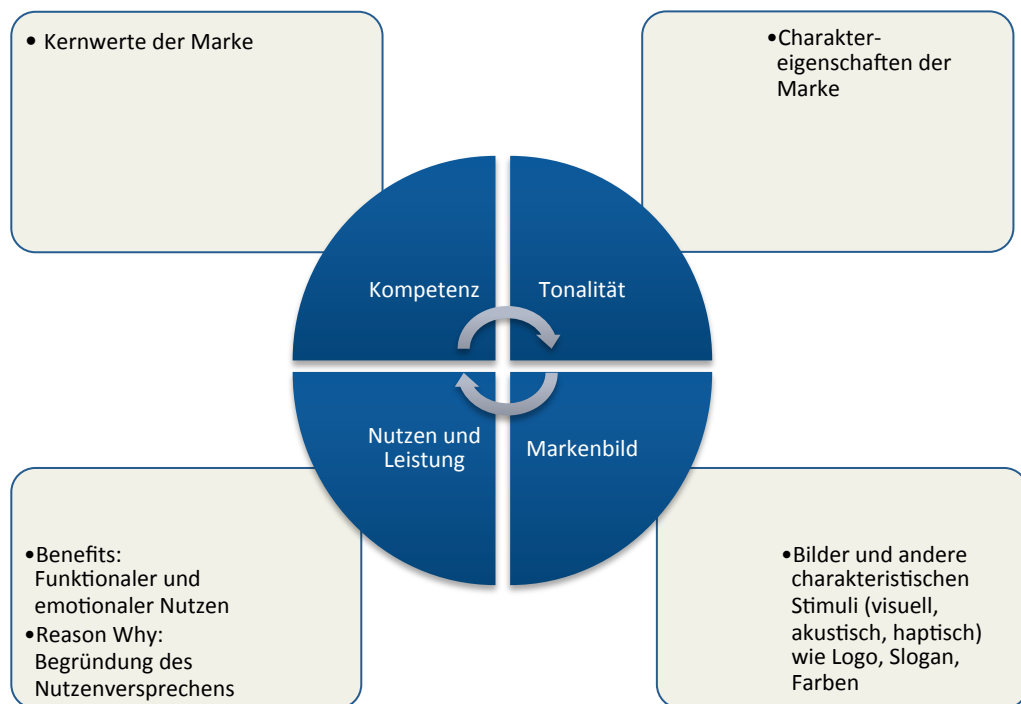 • Kernwerte der Marke
•Charakter-
eigenschaften der
Marke
Kompetenz
Tonalität
Nutzen und
Leistung
Markenbild
•Benefits:
Funktionaler und
emotionaler Nutzen
•Reason Why:
Begründung des
Nutzenversprechens
•Bilder und andere
charakteristischen
Stimuli (visuell,
akustisch, haptisch)
wie Logo, Slogan,
Farben